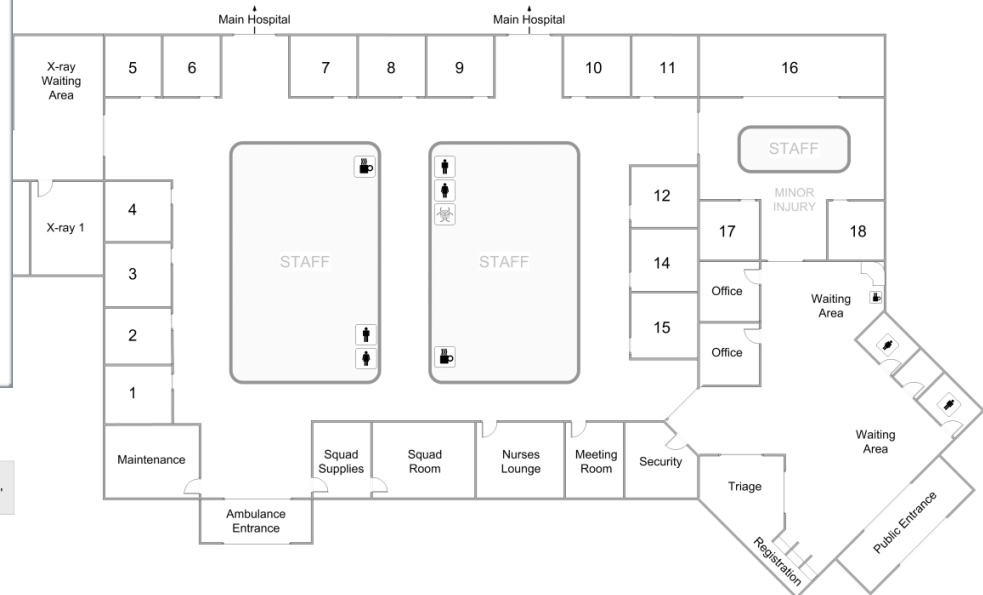 Main Hospital
Main Hospital
X-ray
Waiting
Area
5
6
7
8
9
10
11
16
STAFF
MINOR
INJURY
4
X-ray 1
12
17
18
3
STAFF
STAFF
14
Office
Waiting
Area
2
15
Office
1
Maintenance
Squad
Supplies
Squad
Room
Nurses
Lounge
Meeting
Room
Security
Waiting
Area
Triage
Ambulance
Entrance
Public Entrance
Registration